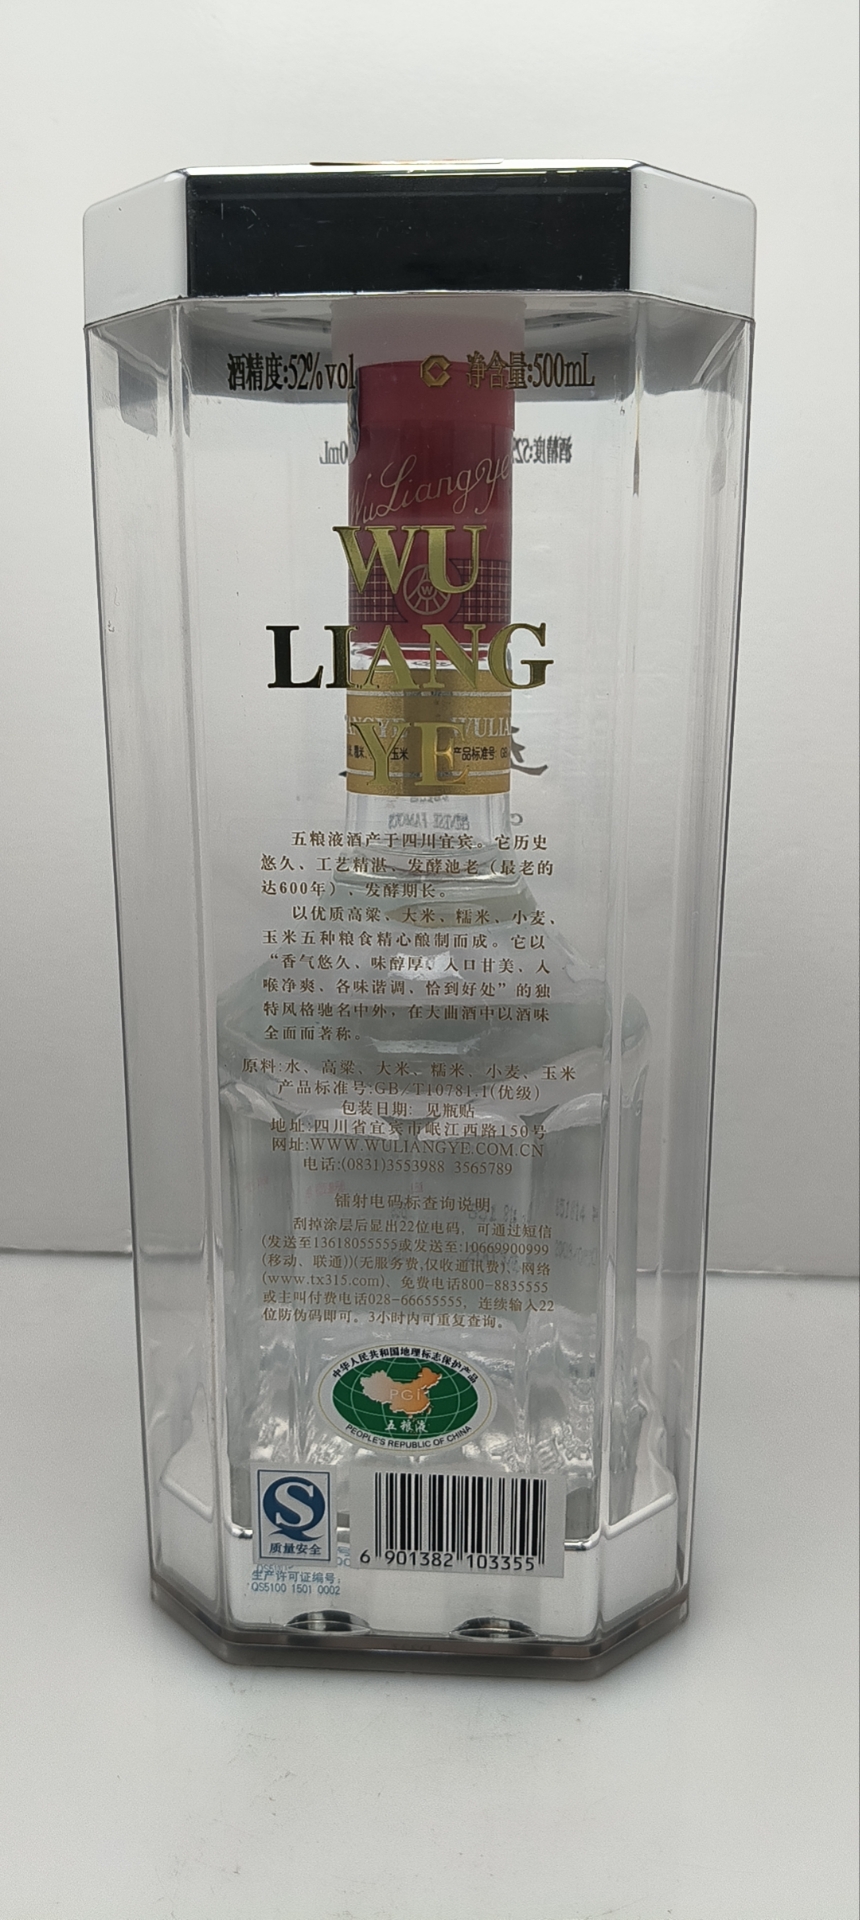 酒精度:52%vol 净含量:500mL
WuLiangye
WU
LIANG
YE
玉米 产品标准号
五粮液酒产于四川宜宾。它历史
悠久、工艺精湛、发酵池老（最老的
达600年）、发酵期长。
以优质高粱、大米、糯米、小麦、
玉米五种粮食精心酿制而成。它以
“香气悠久、味醇厚、入口甘美、入
喉净爽、各味谐调、恰到好处”的独
特风格驰名中外，在大曲酒中以酒味
全面而著称。
原料:水、高粱、大米、糯米、小麦、玉米
产品标准号:GB/T10781.1(优级)
包装日期: 见瓶贴
地址:四川省宜宾市岷江西路150号
网址:WWW.WULIANGYE.COM.CN
电话:(0831)3553988 3565789
镭射电码标查询说明
刮掉涂层后显出22位电码，可通过短信
(发送至13618055555或发送至:10669900999
(移动、联通))(无服务费,仅收通讯费)、网络
(www.tx315.com)、免费电话800-8835555
或主叫付费电话028-66655555，连续输入22
位防伪码即可。3小时内可重复查询。
中华人民共和国地理标志保护产品
PGI
五粮液
PEOPLE'S REPUBLIC OF CHINA
质量安全
6 901382 103355
生产许可证编号:
QS5100 1501 0002